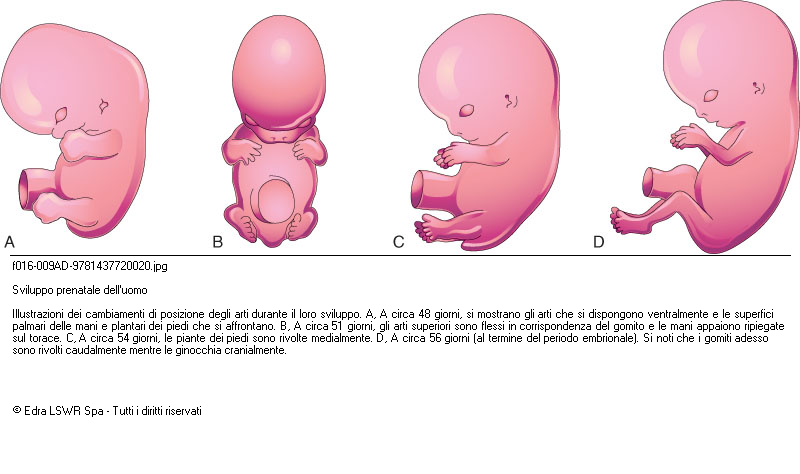 A
B
C
D
f016-009AD-9781437720020.jpg
Sviluppo prenatale dell'uomo
Illustrazioni dei cambiamenti di posizione degli arti durante il loro sviluppo. A, A circa 48 giorni, si mostrano gli arti che si dispongono ventralmente e le superfici
palmari delle mani e plantari dei piedi che si affrontano. B, A circa 51 giorni, gli arti superiori sono flessi in corrispondenza del gomito e le mani appaiono ripiegate
sul torace. C, A circa 54 giorni, le piante dei piedi sono rivolte medialmente. D, A circa 56 giorni (al termine del periodo embrionale). Si noti che i gomiti adesso
sono rivolti caudalmente mentre le ginocchia cranialmente.
© Edra LSWR Spa - Tutti i diritti riservati